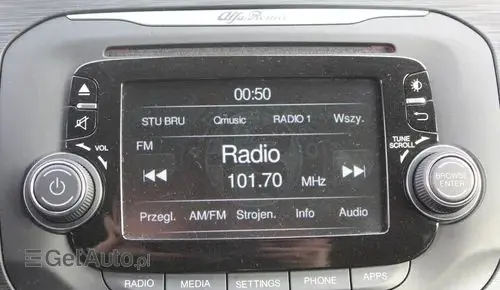 Alfa Romeo
00:50
STU BRU Qmusic RADIO 1 Wszy.
FM
VOL
TUNE
SCROLL
Radio
101.70 MHz
BROWSE
ENTER
Przegl. AM/FM Strojen. Info Audio
GetAuto.pl
RADIO MEDIA SETTINGS PHONE APPS